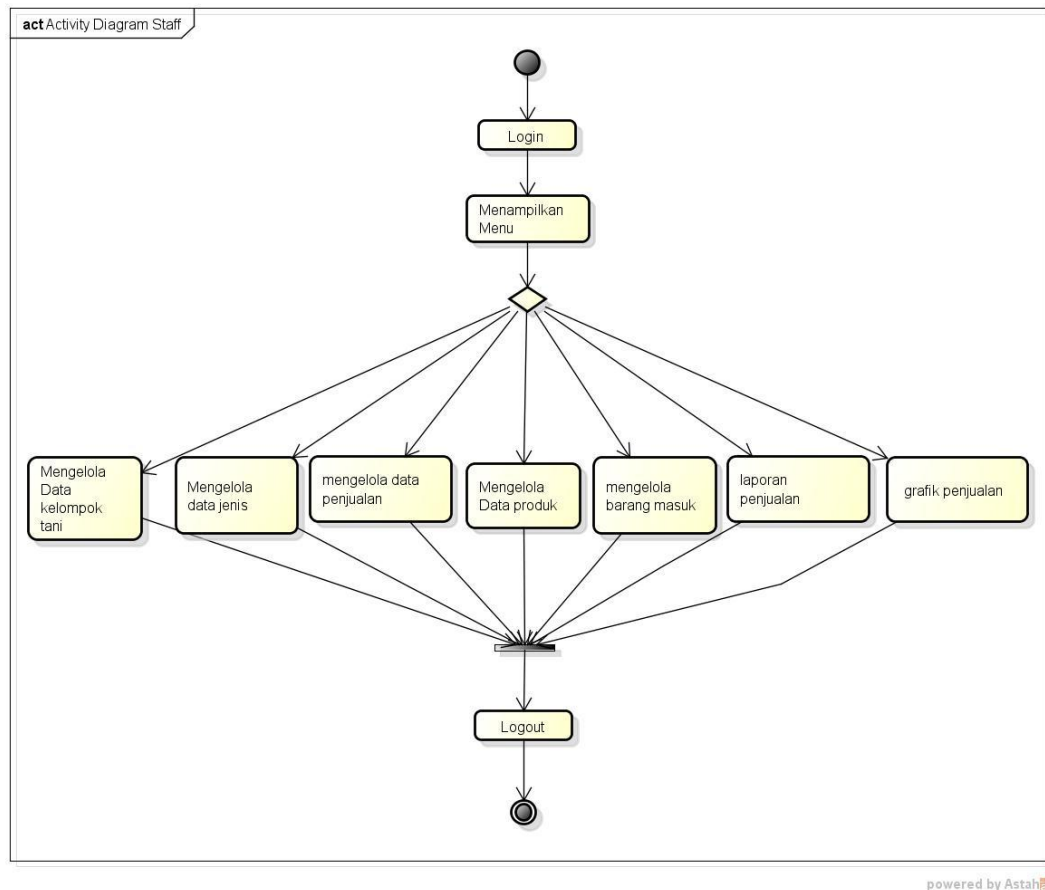 act Activity Diagram Staff
Login
Menampilkan
Menu
Mengelola
Data
kelompok
tani
Mengelola
data jenis
mengelola data
penjualan
Mengelola
Data produk
mengelola
barang masuk
laporan
penjualan
grafik penjualan
Logout
powered by Astah